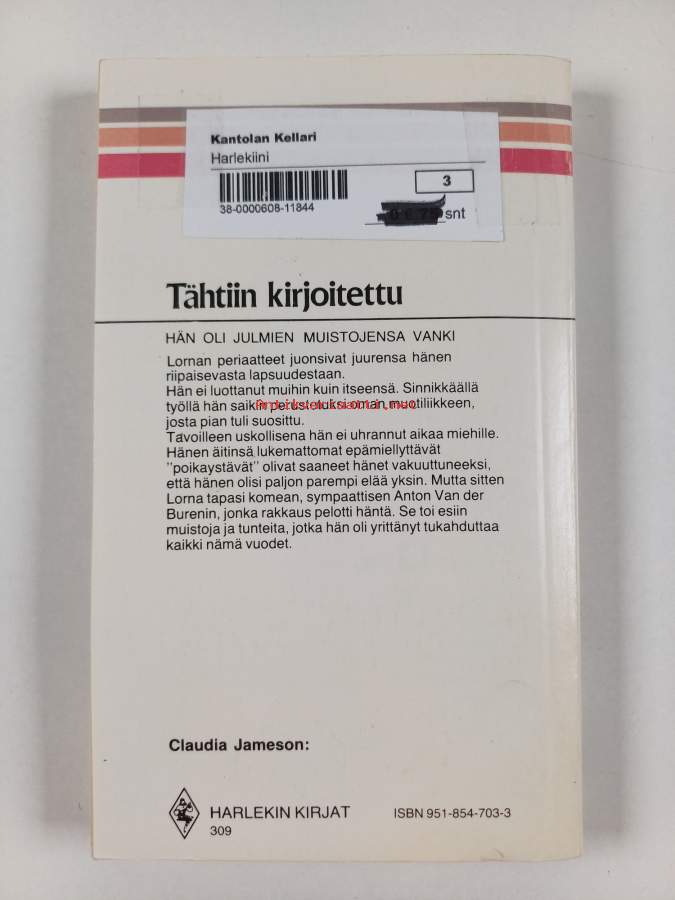 Kantolan Kellari
Harlekiini
3
38-0000608-11844
snt
Tähtiin kirjoitettu
HÄN OLI JULMIEN MUISTOJENSA VANKI
Lornan periaatteet juonsivat juurensa hänen
riipaisevasta lapsuudestaan.
Hän ei luottanut muihin kuin itseensä. Sinnikkäällä
työllä hän saikin perustetuksi oman muotiliikkeen,
josta pian tuli suosittu.
Tavoilleen uskollisena hän ei uhrannut aikaa miehille.
Hänen äitinsä lukemattomat epämiellyttävät
"poikaystävät" olivat saaneet hänet vakuuttuneeksi,
että hänen olisi paljon parempi elää yksin. Mutta sitten
Lorna tapasi komean, sympaattisen Anton Van der
Burenin, jonka rakkaus pelotti häntä. Se toi esiin
muistoja ja tunteita, jotka hän oli yrittänyt tukahduttaa
kaikki nämä vuodet.
Claudia Jameson:
HARLEKIN KIRJAT
309
ISBN 951-854-703-3